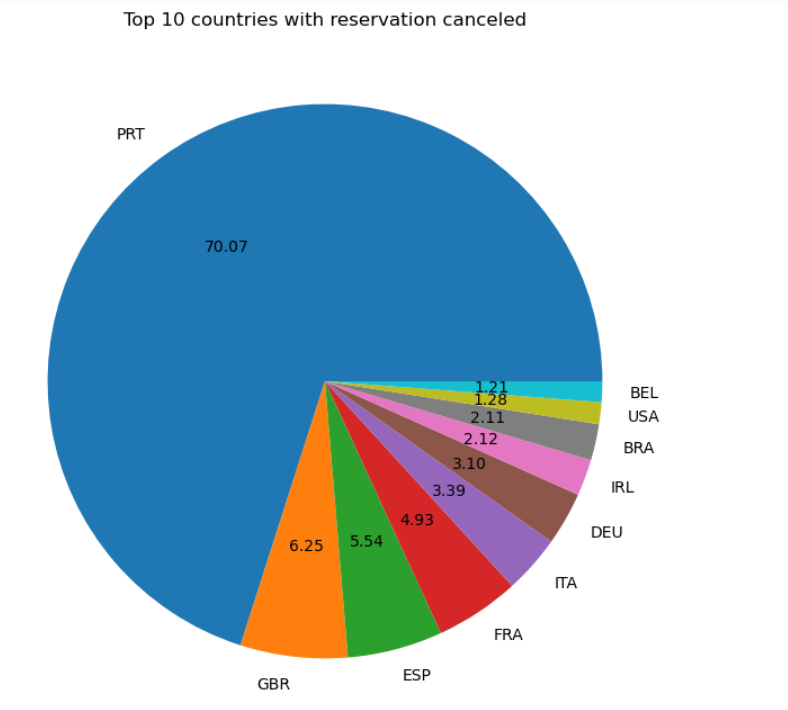 Top 10 countries with reservation canceled
PRT
70.07
1.21
BEL
1.28
USA
2.11
BRA
2.12
IRL
3.10
DEU
3.39
ITA
4.93
FRA
5.54
ESP
6.25
GBR